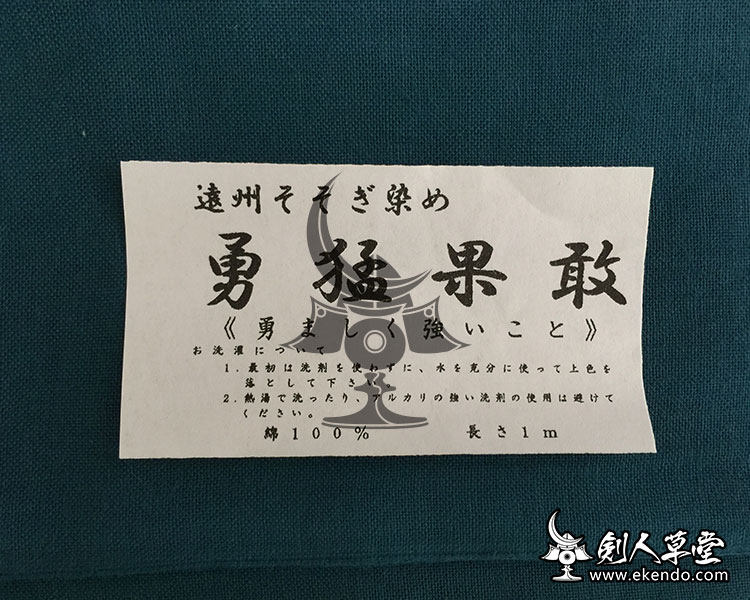 遠州そそぎ染め
勇猛果敢
《勇ましく強いこと》
お洗濯について
1．最初は洗剤を使わずに、水を充分に使って上色を
落として下さい。
2．熱湯で洗ったり、アルカリの強い洗剤の使用は避けて
ください。
綿100% 長さ1m
剣人草堂
www.ekendo.com